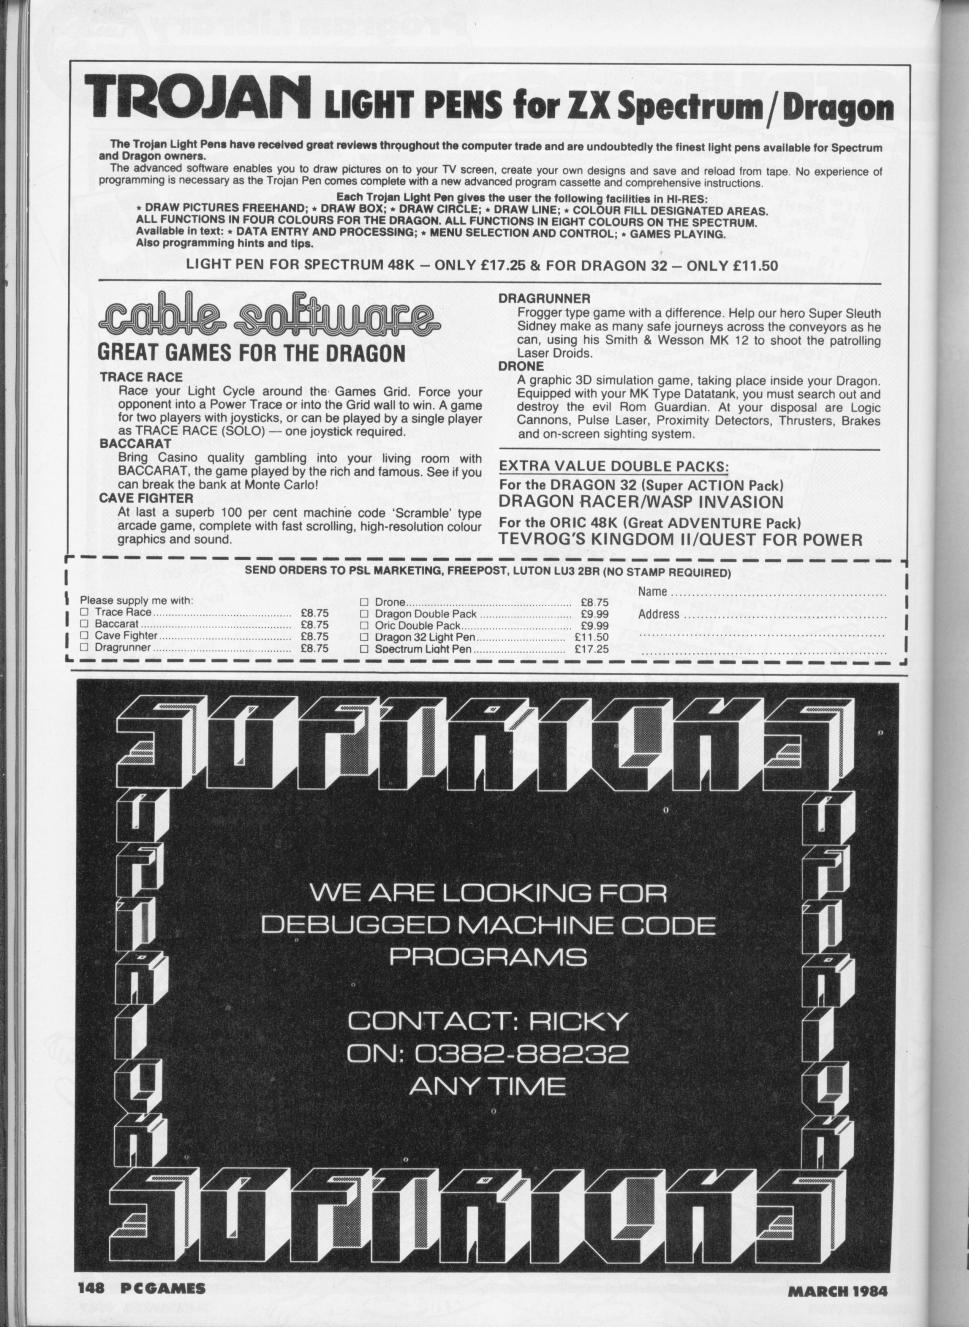 TROJAN LIGHT PENS for ZX Spectrum/Dragon
The Trojan Light Pens have received great reviews throughout the computer trade and are undoubtedly the finest light pens available for Spectrum
and Dragon owners.
The advanced software enables you to draw pictures on to your TV screen, create your own designs and save and reload from tape. No experience of
programming is necessary as the Trojan Pen comes complete with a new advanced program cassette and comprehensive instructions.
Each Trojan Light Pen gives the user the following facilities in HI-RES:
★ DRAW PICTURES FREEHAND; ★ DRAW BOX; ★ DRAW CIRCLE; ★ DRAW LINE; ★ COLOUR FILL DESIGNATED AREAS.
ALL FUNCTIONS IN FOUR COLOURS FOR THE DRAGON. ALL FUNCTIONS IN EIGHT COLOURS ON THE SPECTRUM.
Available in text: ★ DATA ENTRY AND PROCESSING; ★ MENU SELECTION AND CONTROL; ★ GAMES PLAYING.
Also programming hints and tips.
LIGHT PEN FOR SPECTRUM 48K – ONLY £17.25 & FOR DRAGON 32 – ONLY £11.50
cable software
GREAT GAMES FOR THE DRAGON
TRACE RACE
Race your Light Cycle around the Games Grid. Force your
opponent into a Power Trace or into the Grid wall to win. A game
for two players with joysticks, or can be played by a single player
as TRACE RACE (SOLO) — one joystick required.
BACCARAT
Bring Casino quality gambling into your living room with
BACCARAT, the game played by the rich and famous. See if you
can break the bank at Monte Carlo!
CAVE FIGHTER
At last a superb 100 per cent machine code 'Scramble' type
arcade game, complete with fast scrolling, high-resolution colour
graphics and sound.
DRAGRUNNER
Frogger type game with a difference. Help our hero Super Sleuth
Sidney make as many safe journeys across the conveyors as he
can, using his Smith & Wesson MK 12 to shoot the patrolling
Laser Droids.
DRONE
A graphic 3D simulation game, taking place inside your Dragon.
Equipped with your MK Type Datatank, you must search out and
destroy the evil Rom Guardian. At your disposal are Logic
Cannons, Pulse Laser, Proximity Detectors, Thrusters, Brakes
and on-screen sighting system.
EXTRA VALUE DOUBLE PACKS:
For the DRAGON 32 (Super ACTION Pack)
DRAGON RACER/WASP INVASION
For the ORIC 48K (Great ADVENTURE Pack)
TEVROG'S KINGDOM II/QUEST FOR POWER
SEND ORDERS TO PSL MARKETING, FREEPOST, LUTON LU3 2BR (NO STAMP REQUIRED)
Please supply me with:
☐ Trace Race.......... £8.75
☐ Baccarat.......... £8.75
☐ Cave Fighter.......... £8.75
☐ Dragrunner.......... £8.75
☐ Drone.......... £8.75
☐ Dragon Double Pack.......... £9.99
☐ Oric Double Pack.......... £9.99
☐ Dragon 32 Light Pen.......... £11.50
☐ Spectrum Light Pen.......... £17.25
Name ..........
Address ..........
SOFTRICKS
OFTRICK
OFTRICK
WE ARE LOOKING FOR
DEBUGGED MACHINE CODE
PROGRAMS
CONTACT: RICKY
ON: 0382-88232
ANY TIME
SOFTRICKS
148 PCGAMES
MARCH 1984